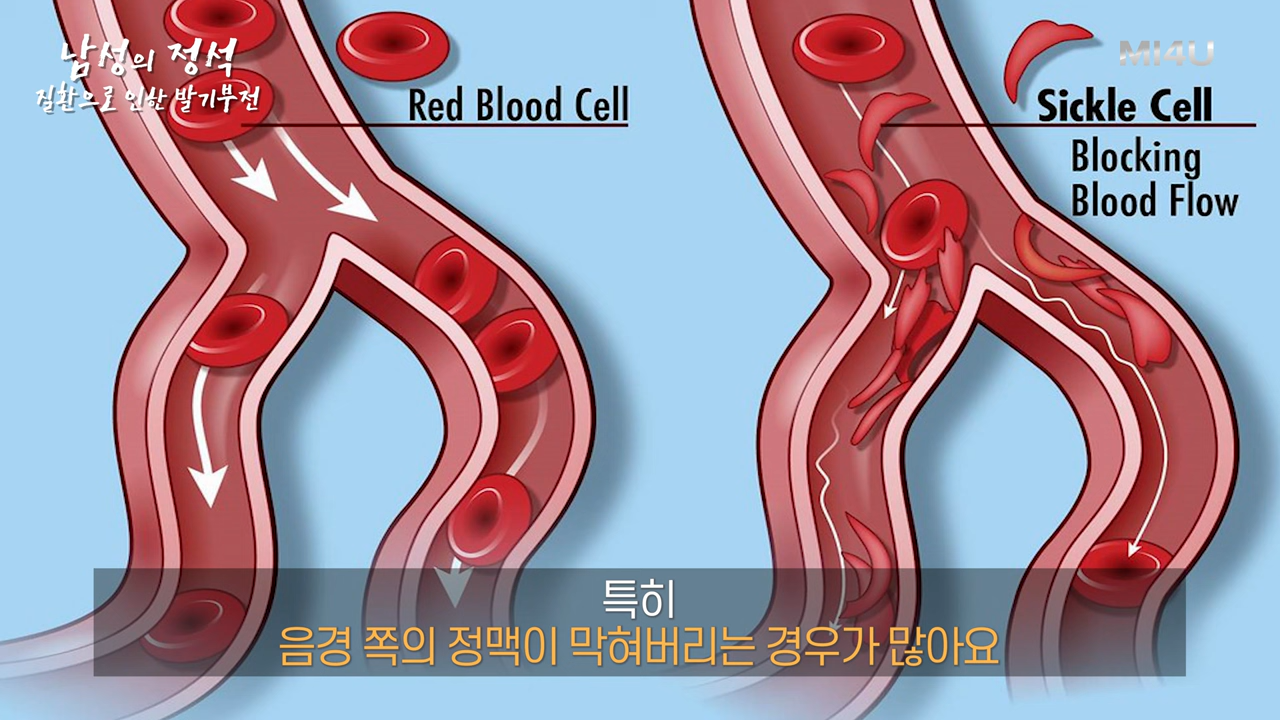 남성의 정석
질환으로 인한 발기부전
MI4U
Red Blood Cell
Sickle Cell
Blocking
Blood Flow
특히
음경 쪽의 정맥이 막혀버리는 경우가 많아요